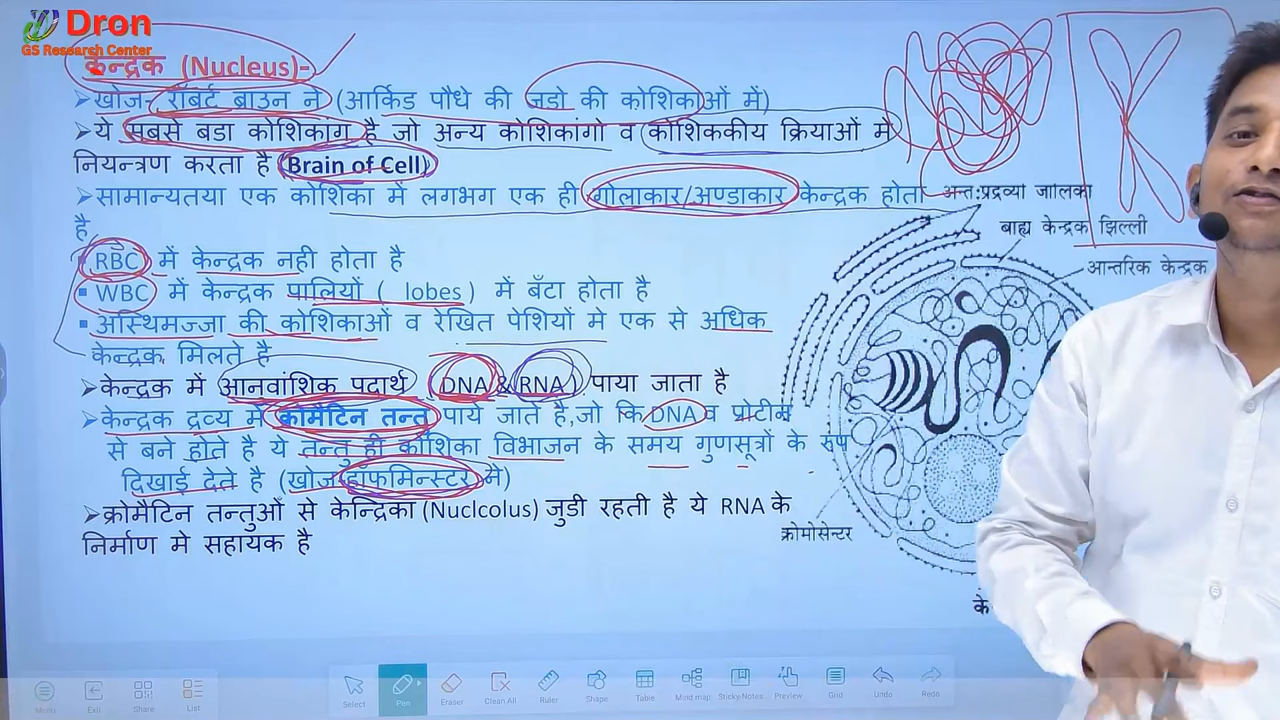 Dron
GS Research Center
केन्द्रक (Nucleus)-
➢खोज- रॉबर्ट ब्राउन ने (आर्किड पौधे की जडो की कोशिकाओं में)
➢ये सबसे बडा कोशिकांग है जो अन्य कोशिकांगो व कोशिककीय क्रियाओं मे
नियन्त्रण करता है (Brain of Cell)
➢सामान्यतया एक कोशिका में लगभग एक ही गोलाकार/अण्डाकार केन्द्रक होता
है
▪ RBC में केन्द्रक नही होता है
▪ WBC में केन्द्रक पालियों ( lobes) में बँटा होता है
▪ अस्थिमज्जा की कोशिकाओं व रेखित पेशियों मे एक से अधिक
केन्द्रक मिलते है
➢केन्द्रक में आनवांशिक पदार्थ (DNA & RNA ) पाया जाता है
➢केन्द्रक द्रव्य में क्रोमैटिन तन्तु पाये जाते है,जो कि DNA व प्रोटीन
से बने होते है ये तन्तु ही कोशिका विभाजन के समय गुणसूत्रों के रुप
दिखाई देते है (खोज-हॉफमिन्स्टर मै)
➢क्रोमैटिन तन्तुओं से केन्द्रिका (Nuclcolus) जुडी रहती है ये RNA के
निर्माण मे सहायक है
अन्त:प्रद्रव्यी जालिका
बाह्य केन्द्रक झिल्ली
आन्तरिक केन्द्रक
क्रोमोसेन्टर
के
Menu
Exit
Share
List
Select
Pen
Eraser
Clean All
Ruler
Shape
Table
Mind map
Sticky Notes
Preview
Grid
Undo
Redo